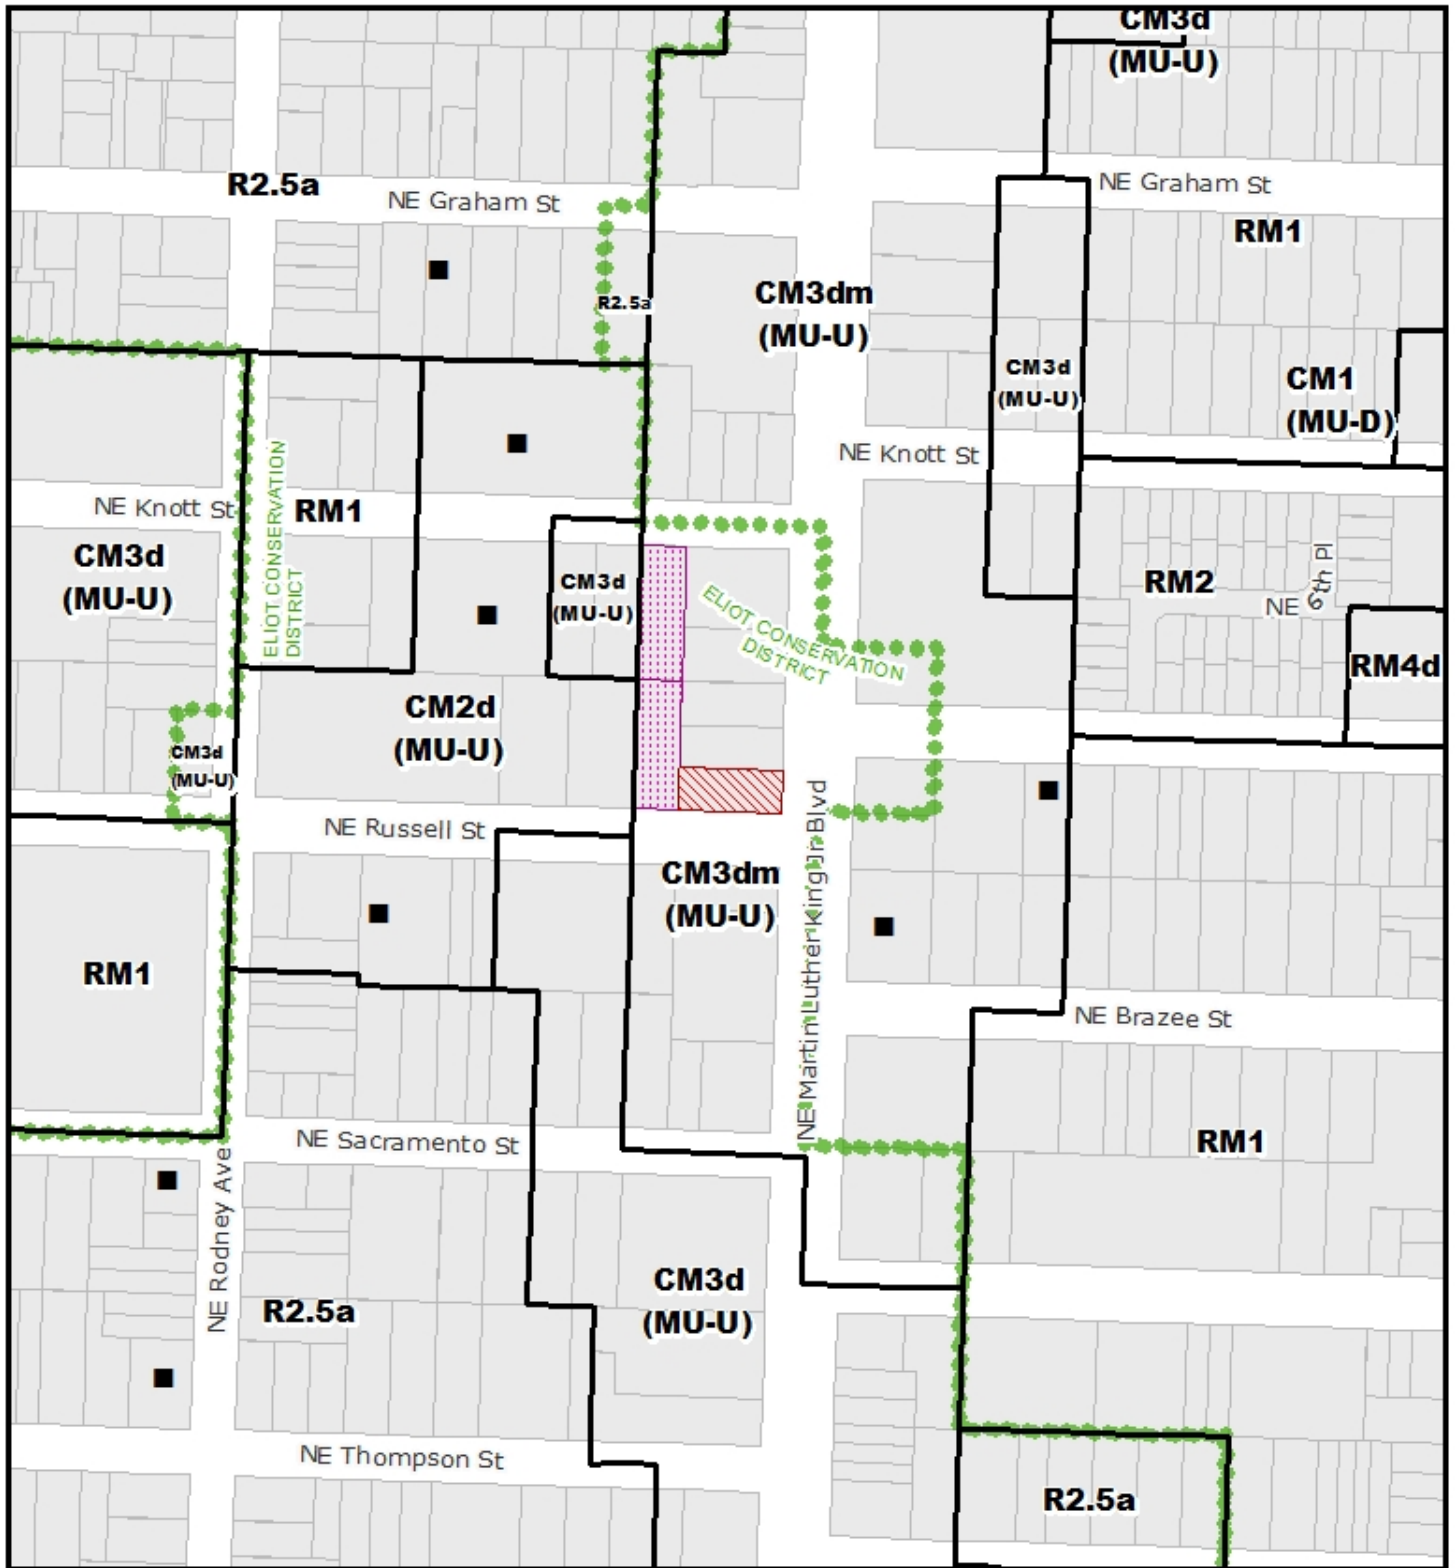 CM3d
(MU-U)
R2.5a
NE Graham St
NE Graham St
RM1
R2.5a
CM3dm
(MU-U)
CM3d
(MU-U)
CM1
(MU-D)
NE Knott St
NE Knott St
RM1
ELIOT CONSERVATION
DISTRICT
CM3d
(MU-U)
CM3d
(MU-U)
ELIOT CONSERVATION
DISTRICT
RM2
NE 6th Pl
RM4d
CM2d
(MU-U)
CM3d
(MU-U)
NE Russell St
NE Martin Luther King Jr Blvd
CM3dm
(MU-U)
RM1
NE Brazee St
NE Sacramento St
RM1
NE Rodney Ave
R2.5a
CM3d
(MU-U)
NE Thompson St
R2.5a